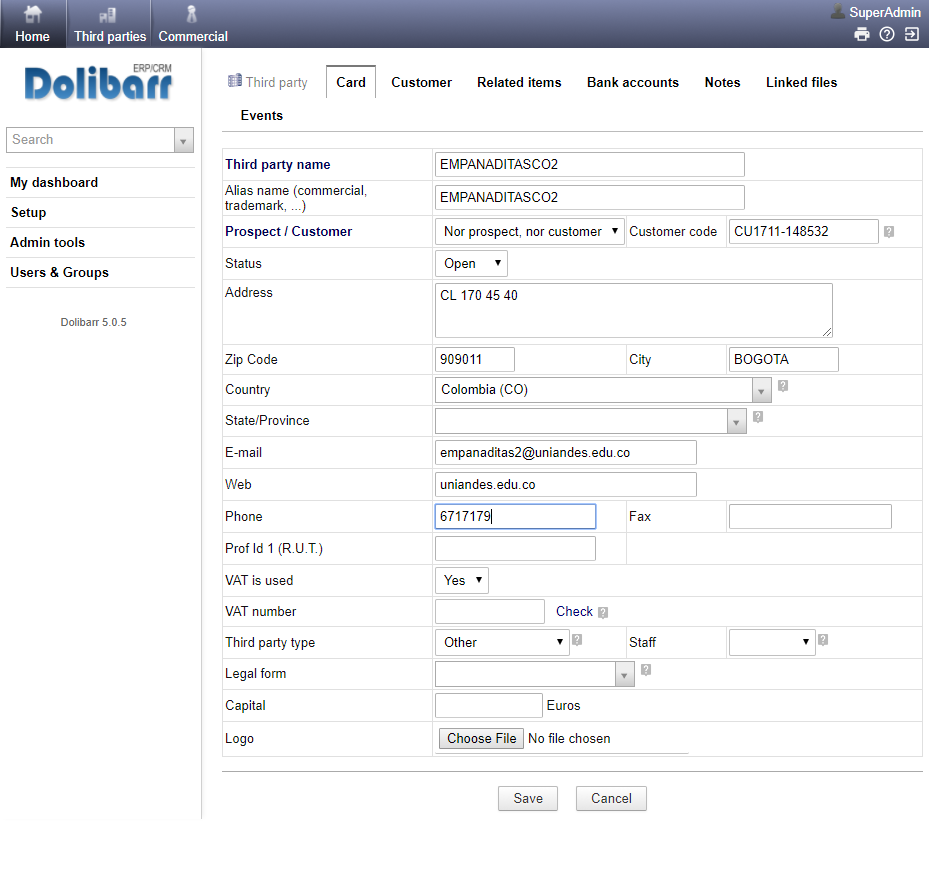 Home Third parties Commercial SuperAdmin
ERP/CRM
Dolibarr
Search
My dashboard
Setup
Admin tools
Users & Groups
Dolibarr 5.0.5
Third party Card Customer Related items Bank accounts Notes Linked files
Events
Third party name EMPANADITASCO2
Alias name (commercial, trademark, ...) EMPANADITASCO2
Prospect / Customer Nor prospect, nor customer Customer code CU1711-148532
Status Open
Address CL 170 45 40
Zip Code 909011 City BOGOTA
Country Colombia (CO)
State/Province
E-mail empanaditas2@uniandes.edu.co
Web uniandes.edu.co
Phone 6717179 Fax
Prof Id 1 (R.U.T.)
VAT is used Yes
VAT number Check
Third party type Other Staff
Legal form
Capital Euros
Logo Choose File No file chosen
Save Cancel